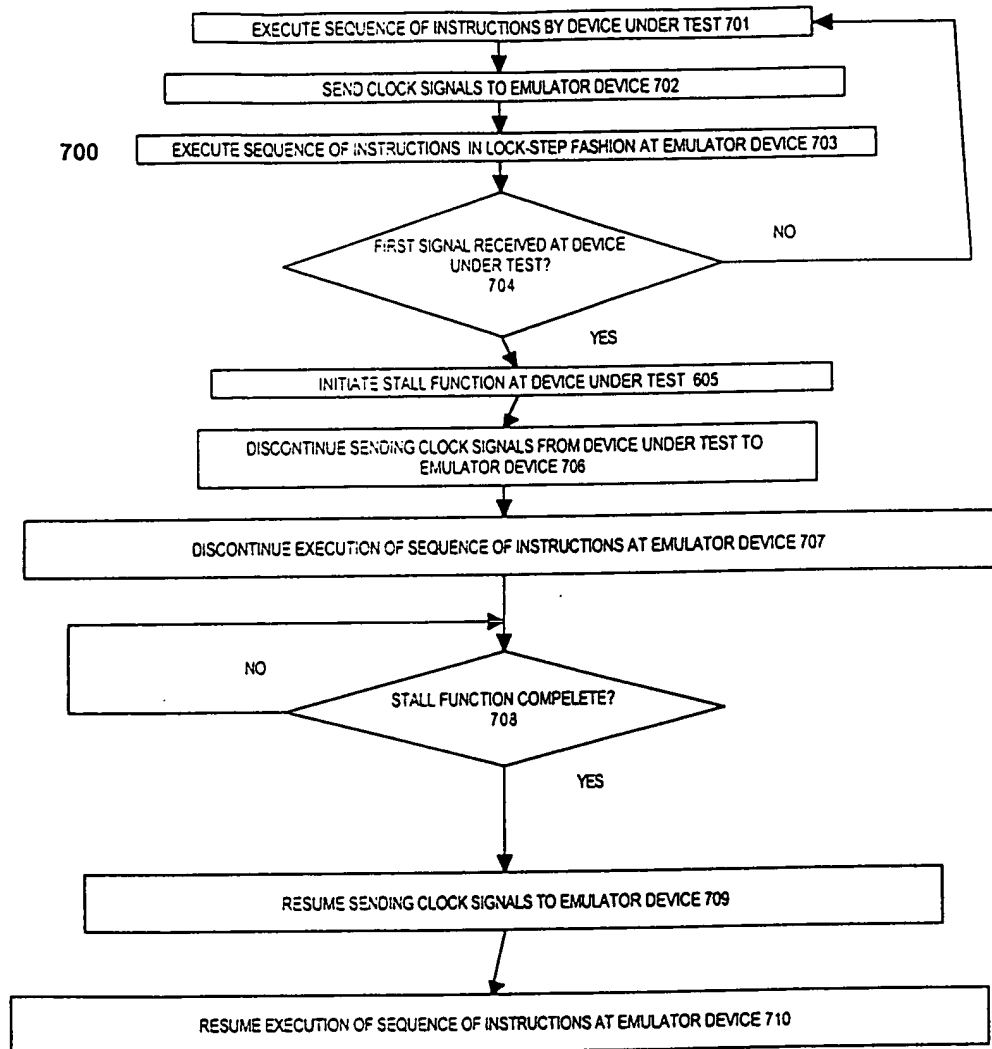 EXECUTE SEQUENCE OF INSTRUCTIONS BY DEVICE UNDER TEST 701
SEND CLOCK SIGNALS TO EMULATOR DEVICE 702
700
EXECUTE SEQUENCE OF INSTRUCTIONS IN LOCK-STEP FASHION AT EMULATOR DEVICE 703
FIRST SIGNAL RECEIVED AT DEVICE
UNDER TEST?
704
NO
YES
INITIATE STALL FUNCTION AT DEVICE UNDER TEST 605
DISCONTINUE SENDING CLOCK SIGNALS FROM DEVICE UNDER TEST TO
EMULATOR DEVICE 706
DISCONTINUE EXECUTION OF SEQUENCE OF INSTRUCTIONS AT EMULATOR DEVICE 707
NO
STALL FUNCTION COMPELETE?
708
YES
RESUME SENDING CLOCK SIGNALS TO EMULATOR DEVICE 709
RESUME EXECUTION OF SEQUENCE OF INSTRUCTIONS AT EMULATOR DEVICE 710